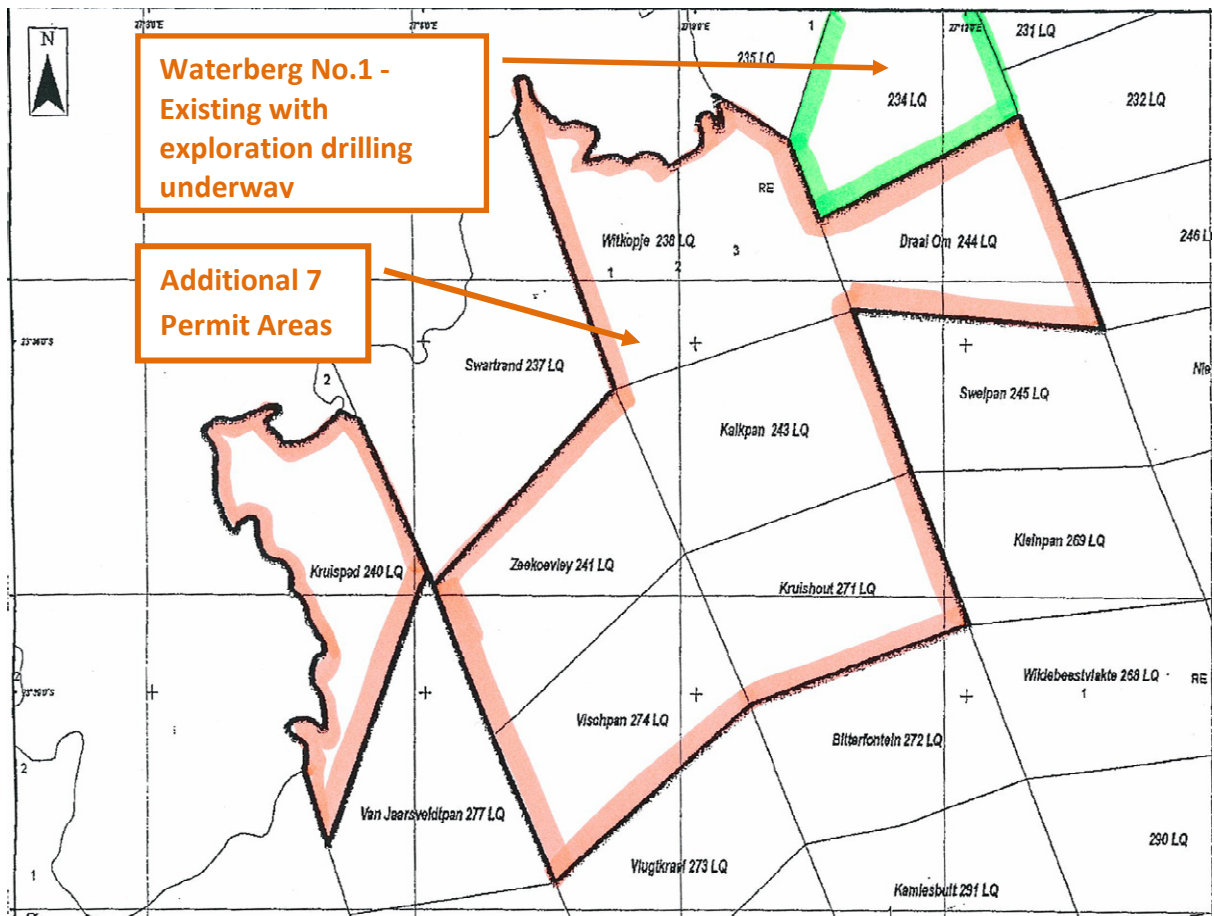 N
Waterberg No.1 -
Existing with
exploration drilling
underway
Additional 7
Permit Areas
235 LQ
1
231 LQ
234 LQ
232 LQ
RE
Witkopje 238 LQ
1
2
3
Draai Om 244 LQ
246 L
Swartrand 237 LQ
2
Swelpan 245 LQ
Nie
Kalkpan 243 LQ
Kleinpan 269 LQ
Kruispad 240 LQ
Zeekoevley 241 LQ
Kruishout 271 LQ
Wildebeestvlakte 268 LQ
RE
1
2
Vischpan 274 LQ
Bitterfontein 272 LQ
2
Van Jaarsveldtpan 277 LQ
Vlugtkraal 273 LQ
290 LQ
1
Kamiesbult 291 LQ